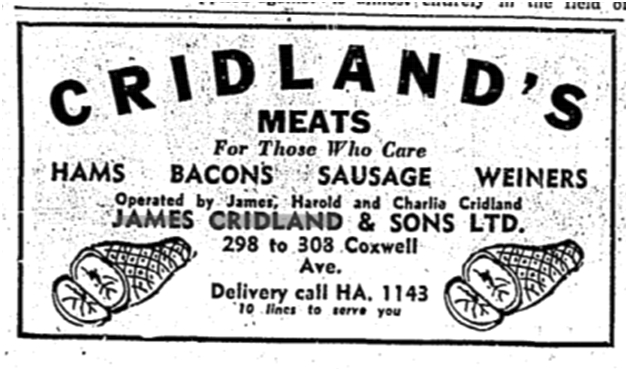 CRIDLAND'S
MEATS
For Those Who Care
HAMS BACONS SAUSAGE WEINERS
Operated by James, Harold and Charlie Cridland
JAMES CRIDLAND & SONS LTD.
298 to 308 Coxwell
Ave.
Delivery call HA. 1143
10 lines to serve you